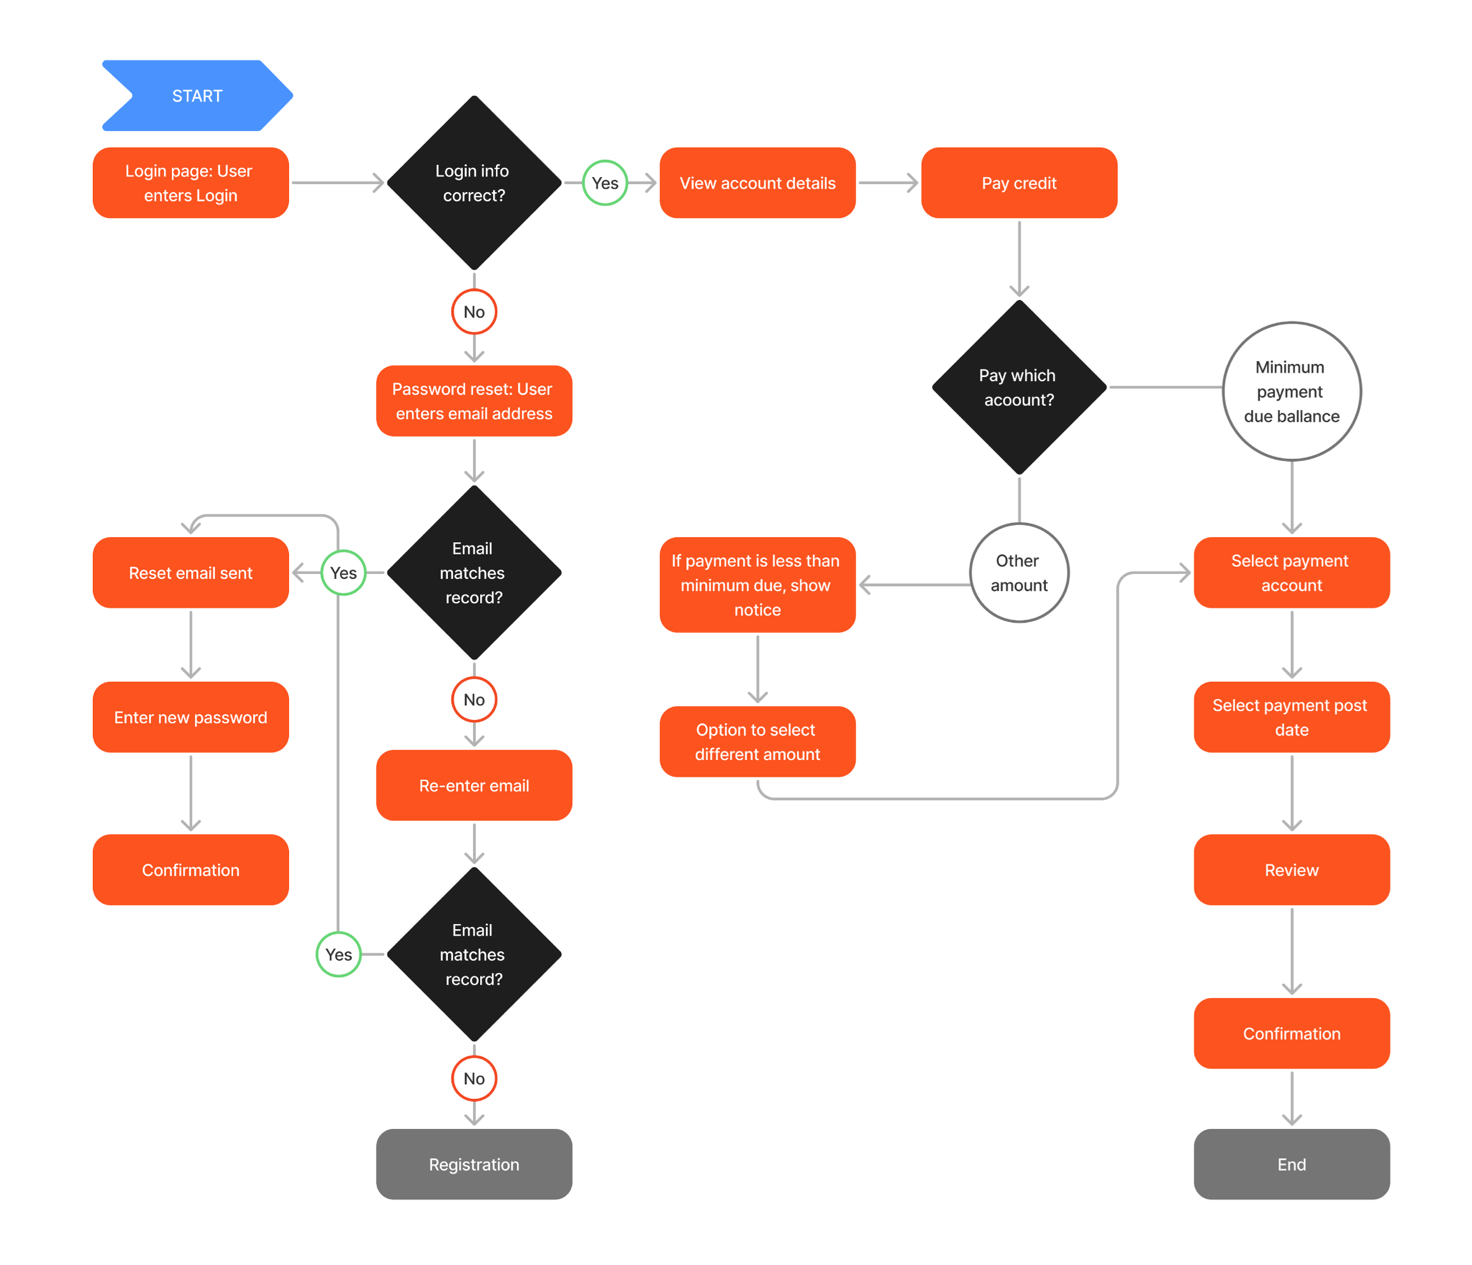 START
Login page: User
enters Login
Login info
correct?
Yes
View account details
Pay credit
No
Password reset: User
enters email address
Pay which
acoount?
Minimum
payment
due ballance
Email
matches
record?
Yes
Reset email sent
If payment is less than
minimum due, show
notice
Other
amount
Select payment
account
No
Enter new password
Option to select
different amount
Select payment post
date
Re-enter email
Confirmation
Review
Email
matches
record?
Yes
Confirmation
No
Registration
End